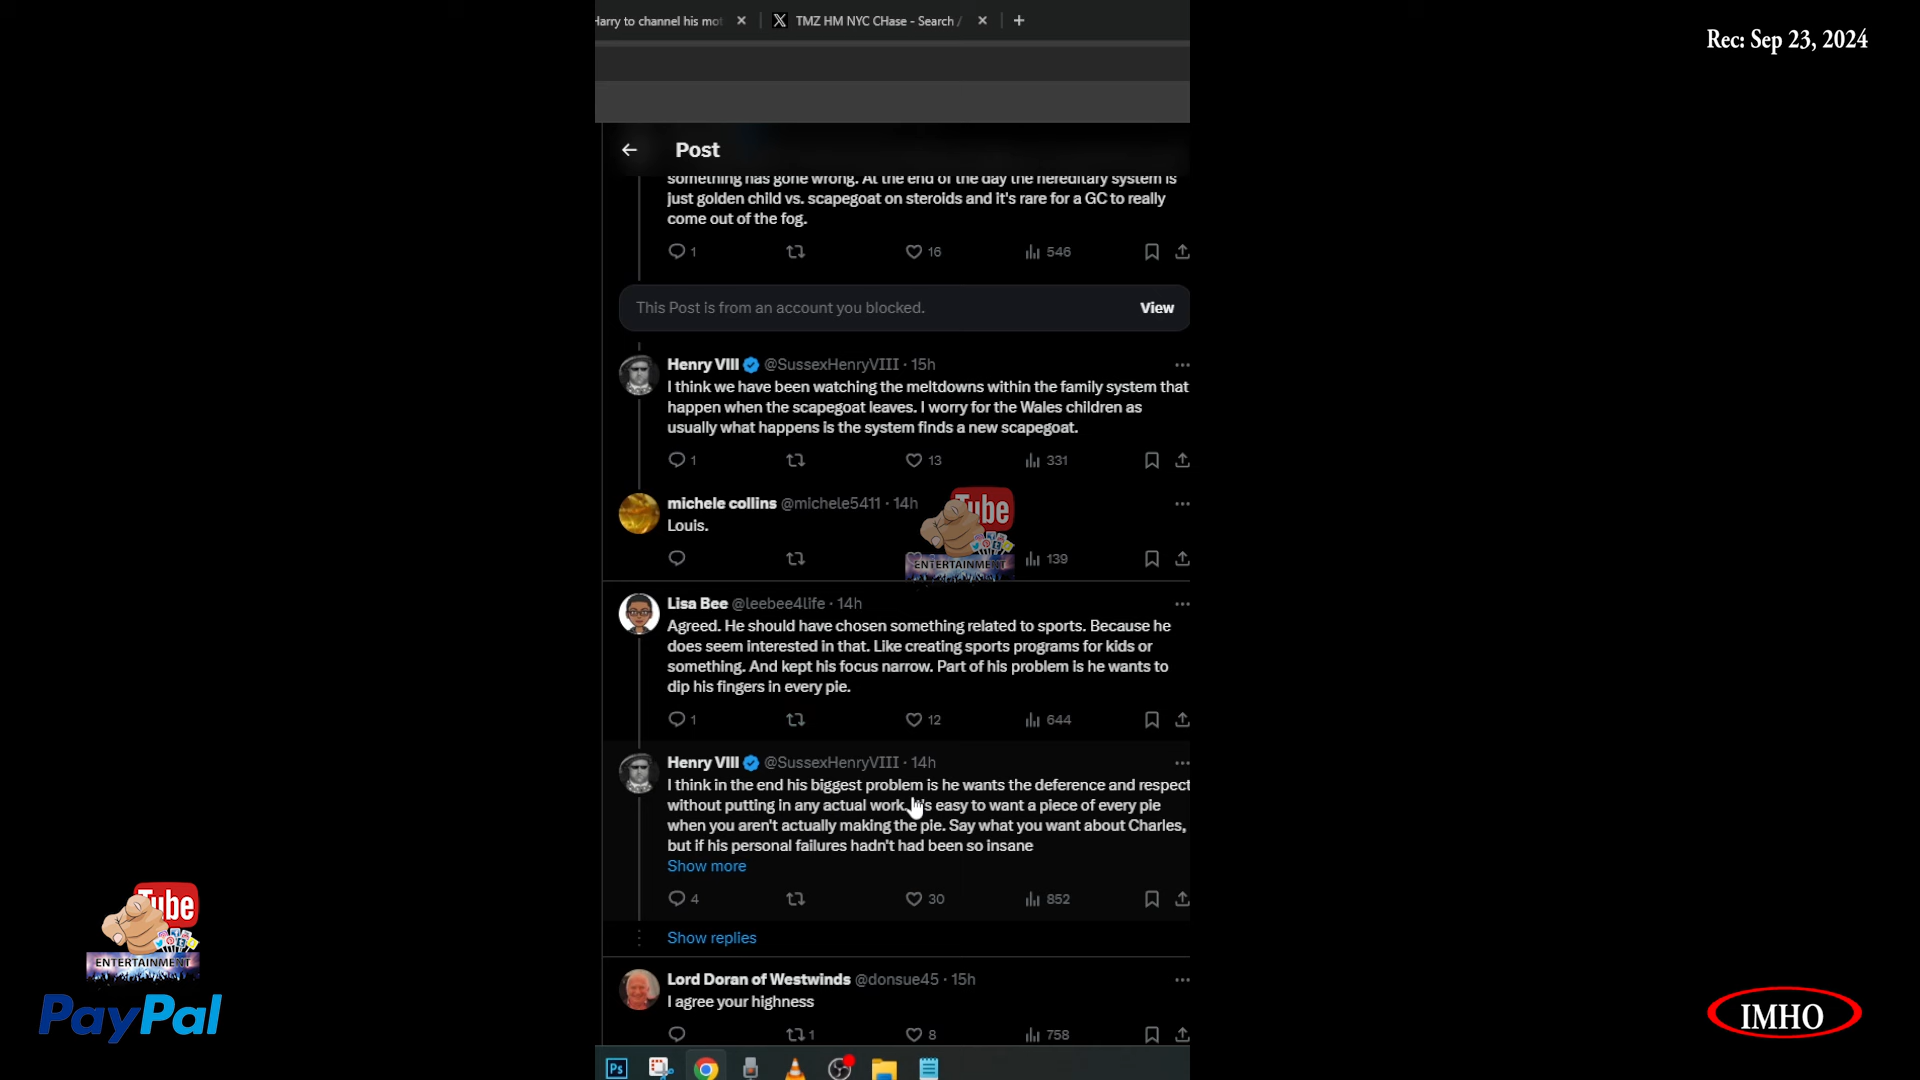 Harry to channel his mot
TMZ HM NYC CHase - Search /
Rec: Sep 23, 2024
Post
something has gone wrong. At the end of the day the hereditary system is
just golden child vs. scapegoat on steroids and it's rare for a GC to really
come out of the fog.
1 16 546
This Post is from an account you blocked. View
Henry VIII @SussexHenryVIII · 15h
I think we have been watching the meltdowns within the family system that
happen when the scapegoat leaves. I worry for the Wales children as
usually what happens is the system finds a new scapegoat.
1 13 331
michele collins @michele5411 · 14h
Louis.
139
Tube
ENTERTAINMENT
Lisa Bee @leebee4life · 14h
Agreed. He should have chosen something related to sports. Because he
does seem interested in that. Like creating sports programs for kids or
something. And kept his focus narrow. Part of his problem is he wants to
dip his fingers in every pie.
1 12 644
Henry VIII @SussexHenryVIII · 14h
I think in the end his biggest problem is he wants the deference and respect
without putting in any actual work. It's easy to want a piece of every pie
when you aren't actually making the pie. Say what you want about Charles,
but if his personal failures hadn't had been so insane
Show more
4 30 852
Show replies
Lord Doran of Westwinds @donsue45 · 15h
I agree your highness
1 8 758
Tube
ENTERTAINMENT
PayPal
IMHO
Ps